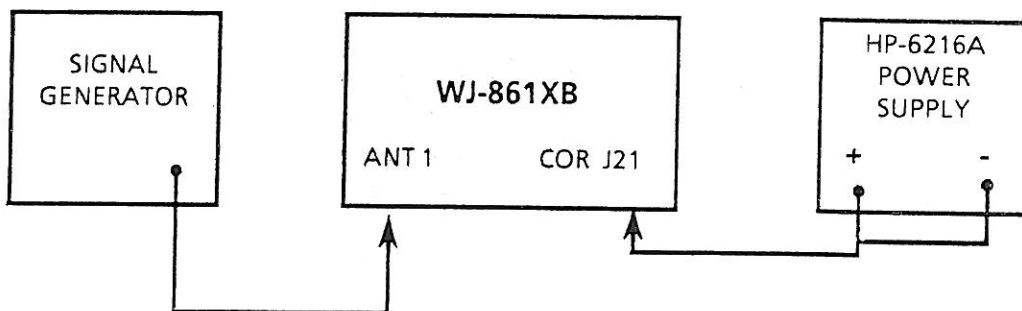 SIGNAL
GENERATOR
WJ-861XB
ANT 1
COR J21
HP-6216A
POWER
SUPPLY
+
-